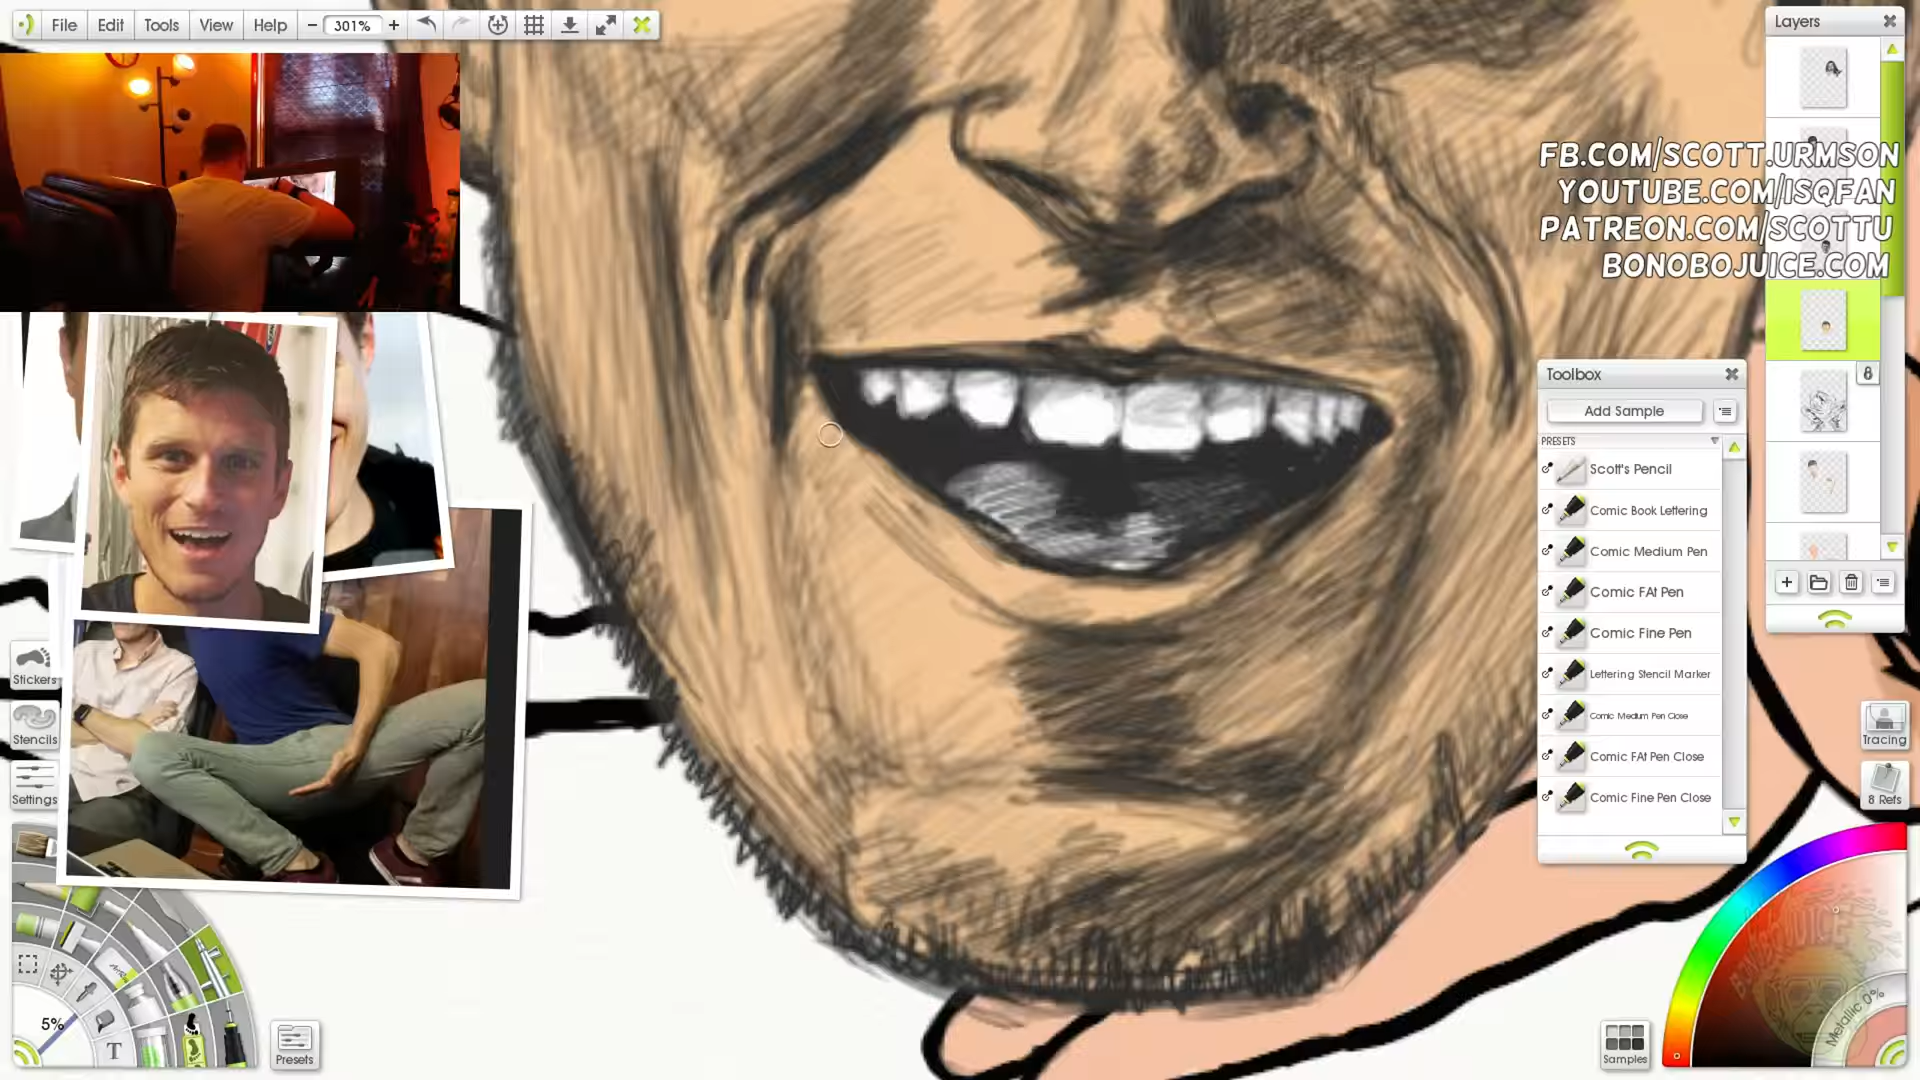 File Edit Tools View Help 301%
Layers
FB.COM/SCOTT.URMSON
YOUTUBE.COM/ISQFAN
PATREON.COM/SCOTTU
BONOBOJUICE.COM
Toolbox
Add Sample
PRESETS
Scott's Pencil
Comic Book Lettering
Comic Medium Pen
Comic FAt Pen
Comic Fine Pen
Lettering Stencil Marker
Comic Medium Pen Close
Comic FAt Pen Close
Comic Fine Pen Close
Stickers
Stencils
Settings
Tracing
8 Refs
5%
T
Presets
Samples
Metallic 0%